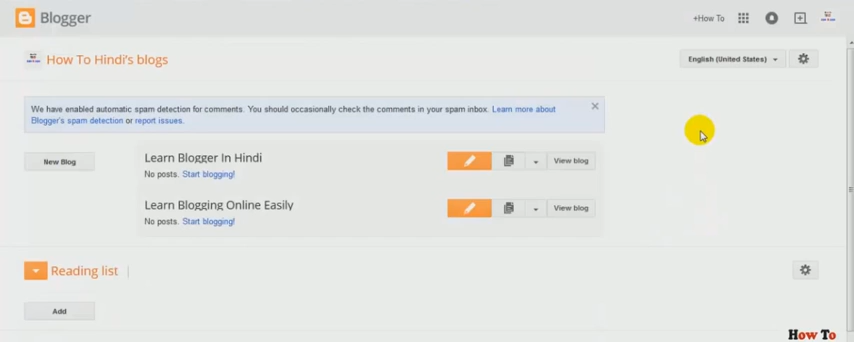 Blogger
+How To
How To Hindi's blogs
English (United States)
We have enabled automatic spam detection for comments. You should occasionally check the comments in your spam inbox. Learn more about
Blogger's spam detection or report issues.
New Blog
Learn Blogger In Hindi
No posts. Start blogging!
View blog
Learn Blogging Online Easily
No posts. Start blogging!
View blog
Reading list
Add
How To